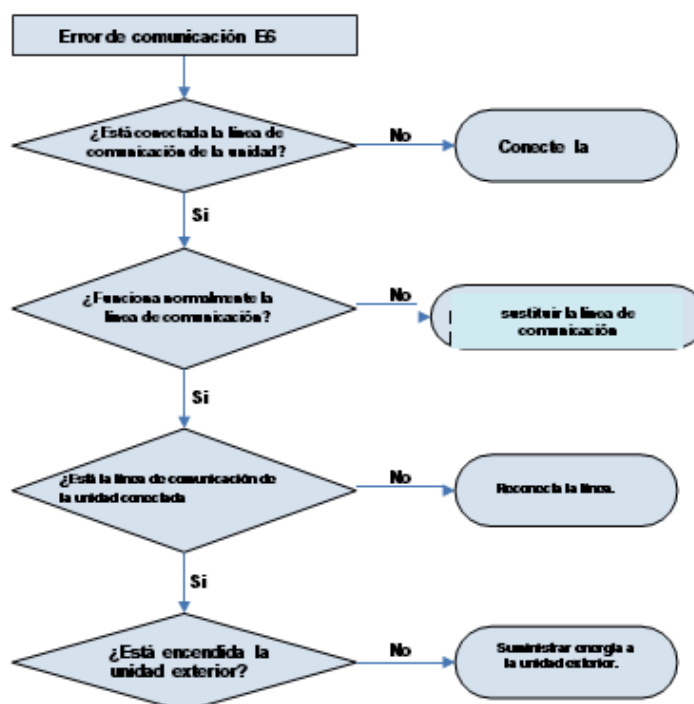 Error de comunicación E6
¿Está conectada la línea de
comunicación de la unidad?
No
Conecte la
Si
¿Funciona normalmente la
línea de comunicación?
No
sustituir la línea de
comunicación
Si
¿Está la línea de comunicación de
la unidad conectada
No
Reconecta la línea.
Si
¿Está encendida la
unidad exterior?
No
Suministrar energía a
la unidad exterior.